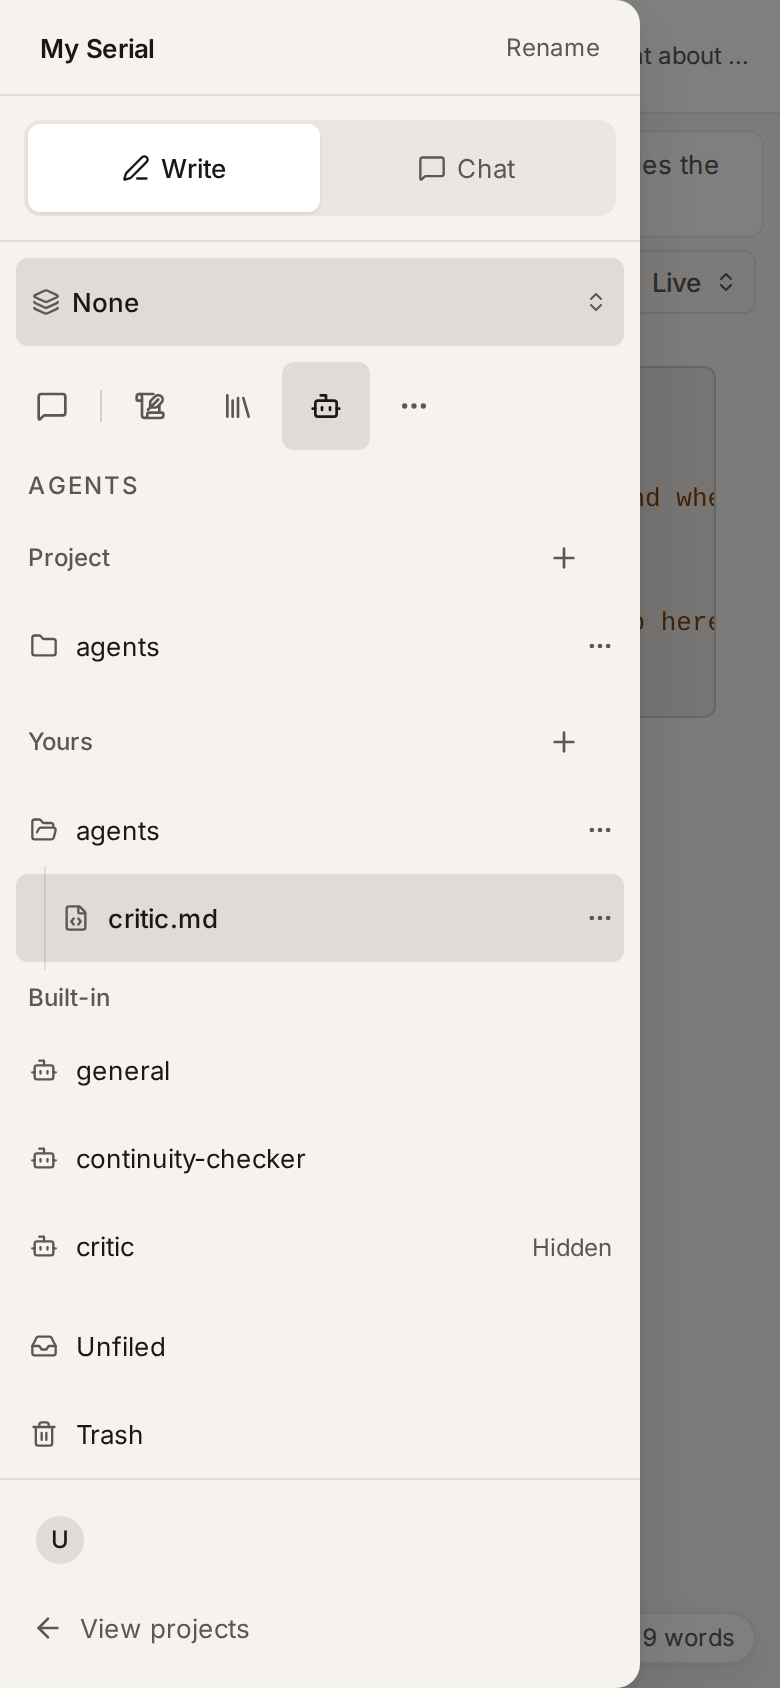 My Serial
Rename
Write
Chat
None
AGENTS
Project
agents
Yours
agents
critic.md
Built-in
general
continuity-checker
critic
Hidden
Unfiled
Trash
U
View projects
about ...
the
Live
here
9 words